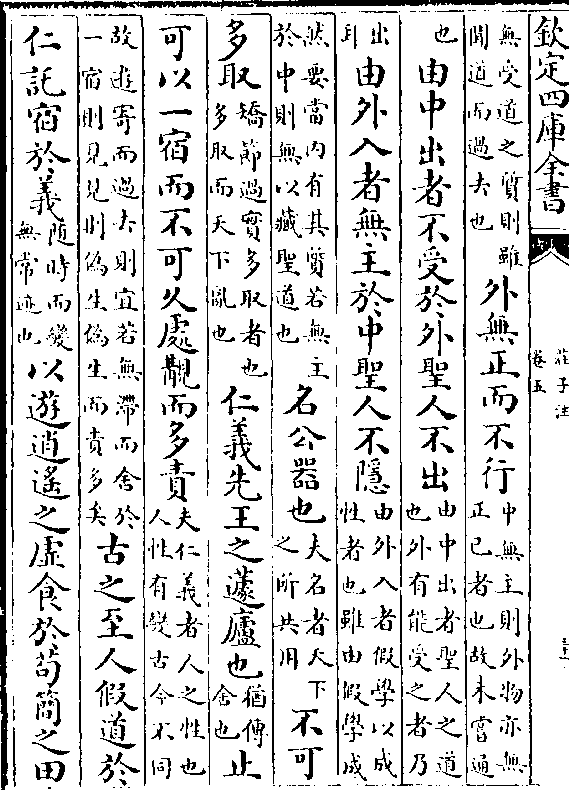 欽定四庫全書
莊子注
卷五
無受道之質則雖聞道而過去也外無正而不行中無主則外物亦無正己者也故未嘗通
也由中出者不受於外聖人不出由中出者聖人之道也外有能受之者乃
出耳由外入者無主於中聖人不隱由外入者假學以成性者也雖由假學成
然要當内有其質若無主於中則無以藏聖道也名公器也夫名者天下之所共用不可
多取矯節過實多取者也多取而天下亂也仁義先王之蘧廬也猶傳舍也止
可以一宿而不可久處覯而多責夫仁義者人之性也人性有變古今不同
故遊寄而過去則宜若無滯而舍於一宿則見見則偽生偽生而責多矣古之至人假道於
仁託宿於義随時而變無常迹也以遊逍遙之虛食於茍簡之田